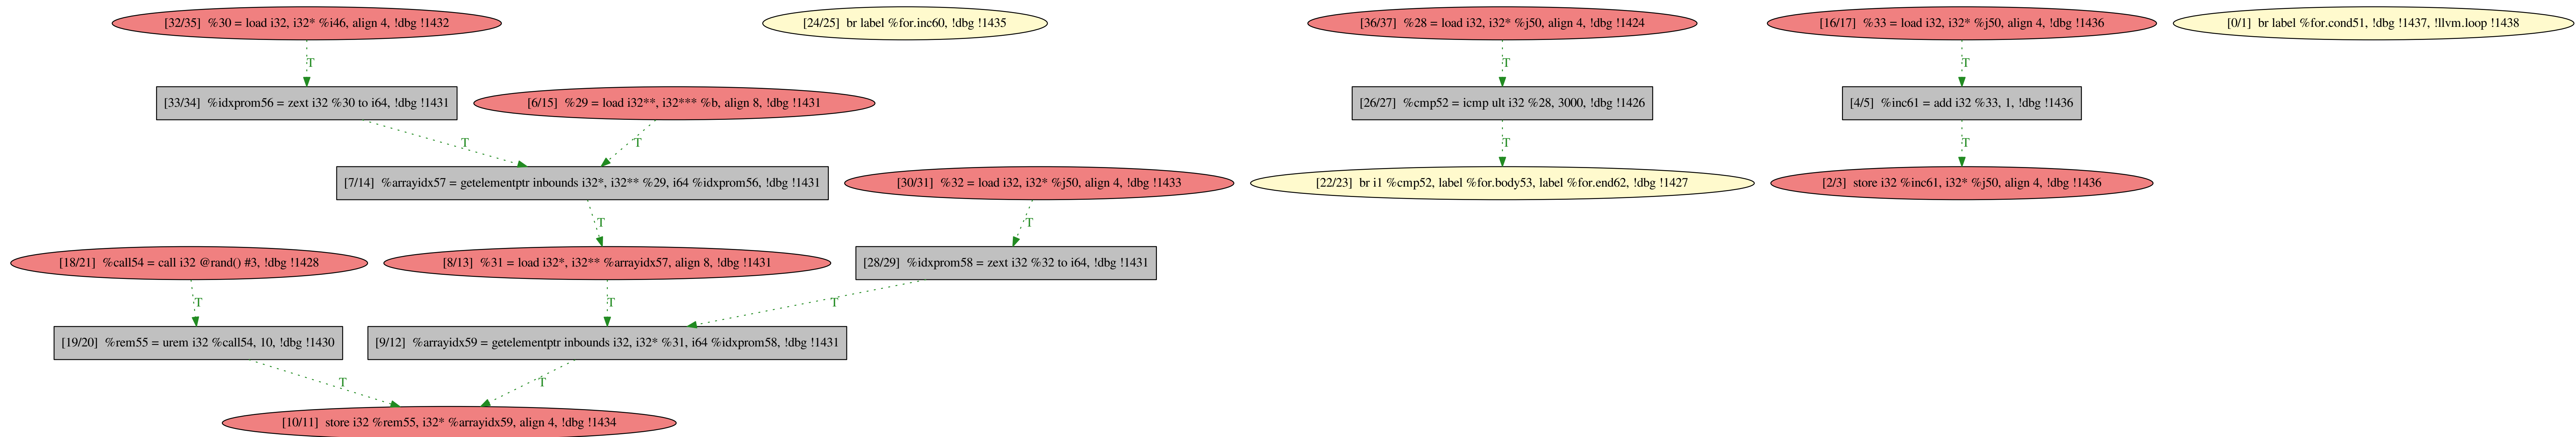 [32/35]  %30 = load i32, i32* %i46, align 4, !dbg !1432
[24/25]  br label %for.inc60, !dbg !1435
[36/37]  %28 = load i32, i32* %j50, align 4, !dbg !1424
[16/17]  %33 = load i32, i32* %j50, align 4, !dbg !1436
[0/1]  br label %for.cond51, !dbg !1437, !llvm.loop !1438
T
T
T
[33/34]  %idxprom56 = zext i32 %30 to i64, !dbg !1431
[6/15]  %29 = load i32**, i32*** %b, align 8, !dbg !1431
[26/27]  %cmp52 = icmp ult i32 %28, 3000, !dbg !1426
[4/5]  %inc61 = add i32 %33, 1, !dbg !1436
T
T
T
T
[7/14]  %arrayidx57 = getelementptr inbounds i32*, i32** %29, i64 %idxprom56, !dbg !1431
[30/31]  %32 = load i32, i32* %j50, align 4, !dbg !1433
[22/23]  br i1 %cmp52, label %for.body53, label %for.end62, !dbg !1427
[2/3]  store i32 %inc61, i32* %j50, align 4, !dbg !1436
T
T
[18/21]  %call54 = call i32 @rand() #3, !dbg !1428
[8/13]  %31 = load i32*, i32** %arrayidx57, align 8, !dbg !1431
[28/29]  %idxprom58 = zext i32 %32 to i64, !dbg !1431
T
T
T
[19/20]  %rem55 = urem i32 %call54, 10, !dbg !1430
[9/12]  %arrayidx59 = getelementptr inbounds i32, i32* %31, i64 %idxprom58, !dbg !1431
T
T
[10/11]  store i32 %rem55, i32* %arrayidx59, align 4, !dbg !1434